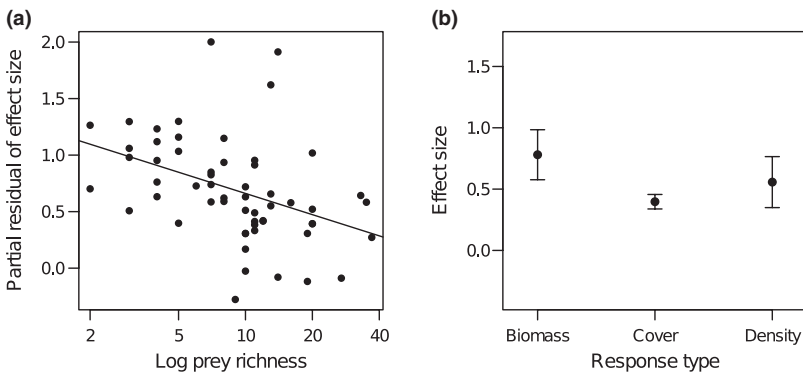 (a)
Partial residual of effect size
2.0
1.5
1.0
0.5
0.0
2 5 10 20 40
Log prey richness
(b)
Effect size
1.5
1.0
0.5
0.0
Biomass Cover Density
Response type